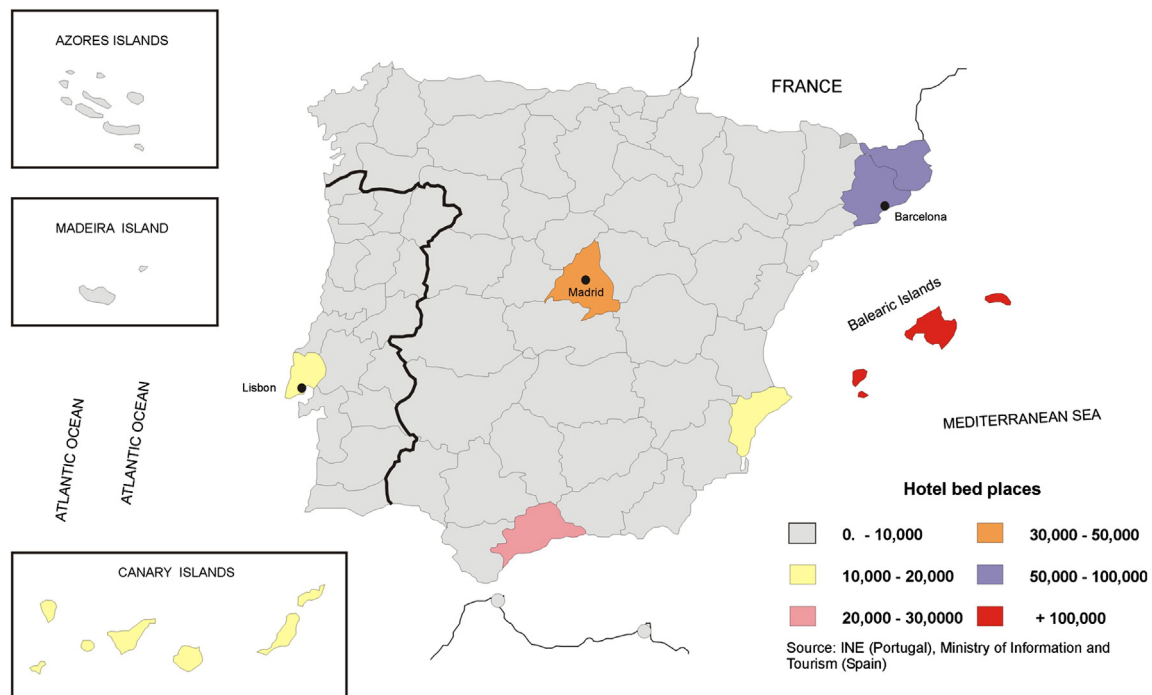 AZORES ISLANDS
FRANCE
MADEIRA ISLAND
Barcelona
Madrid
Balearic Islands
Lisbon
ATLANTIC OCEAN
ATLANTIC OCEAN
MEDITERRANEAN SEA
CANARY ISLANDS
Hotel bed places
0. - 10,000
30,000 - 50,000
10,000 - 20,000
50,000 - 100,000
20,000 - 30,0000
+ 100,000
Source: INE (Portugal), Ministry of Information and
Tourism (Spain)